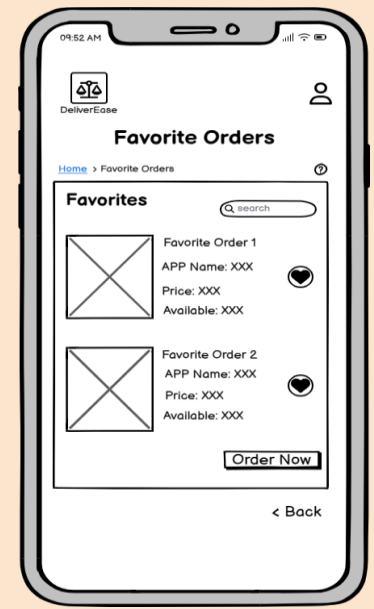 09:52 AM
DeliverEase
Favorite Orders
Home > Favorite Orders ?
Favorites
search
Favorite Order 1
APP Name: XXX
Price: XXX
Available: XXX
Favorite Order 2
APP Name: XXX
Price: XXX
Available: XXX
Order Now
< Back